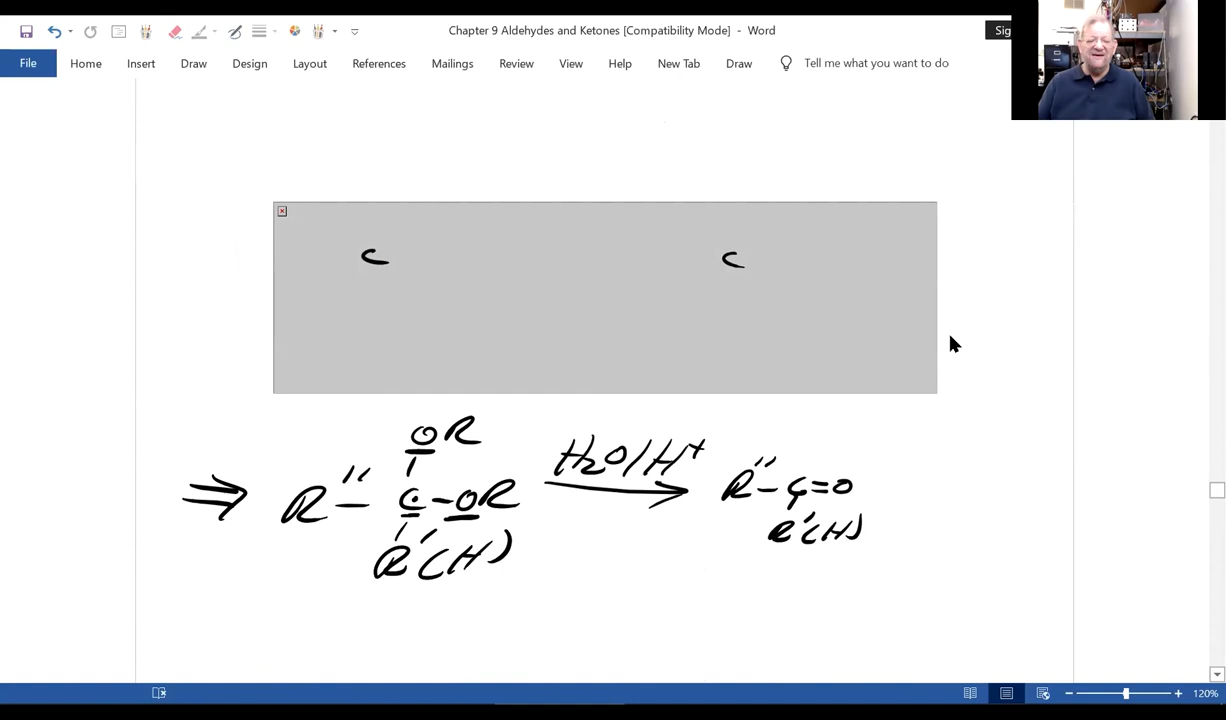 Chapter 9 Aldehydes and Ketones [Compatibility Mode] - Word
Sig
File Home Insert Draw Design Layout References Mailings Review View Help New Tab Draw Tell me what you want to do
C C
OR
⇒ R'' - C - OR H2O/H+ → R'' - C = O
R'(H) R'(H)
120%